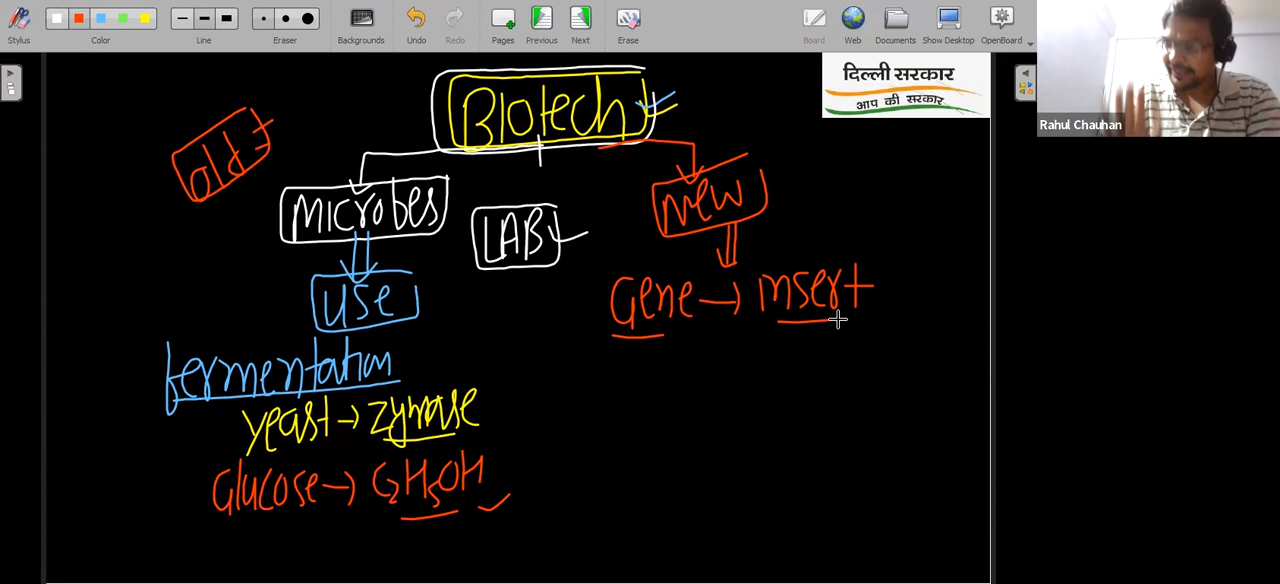 Stylus
Color
Line
Eraser
Backgrounds
Undo
Redo
Pages
Previous
Next
Erase
Board
Web
Documents
Show Desktop
OpenBoard
Rahul Chauhan
दिल्ली सरकार
आप की सरकार
Biotech
old
Microbes
LAB
New
use
Gene → insert
fermentation
yeast → zymase
Glucose → C2H5OH